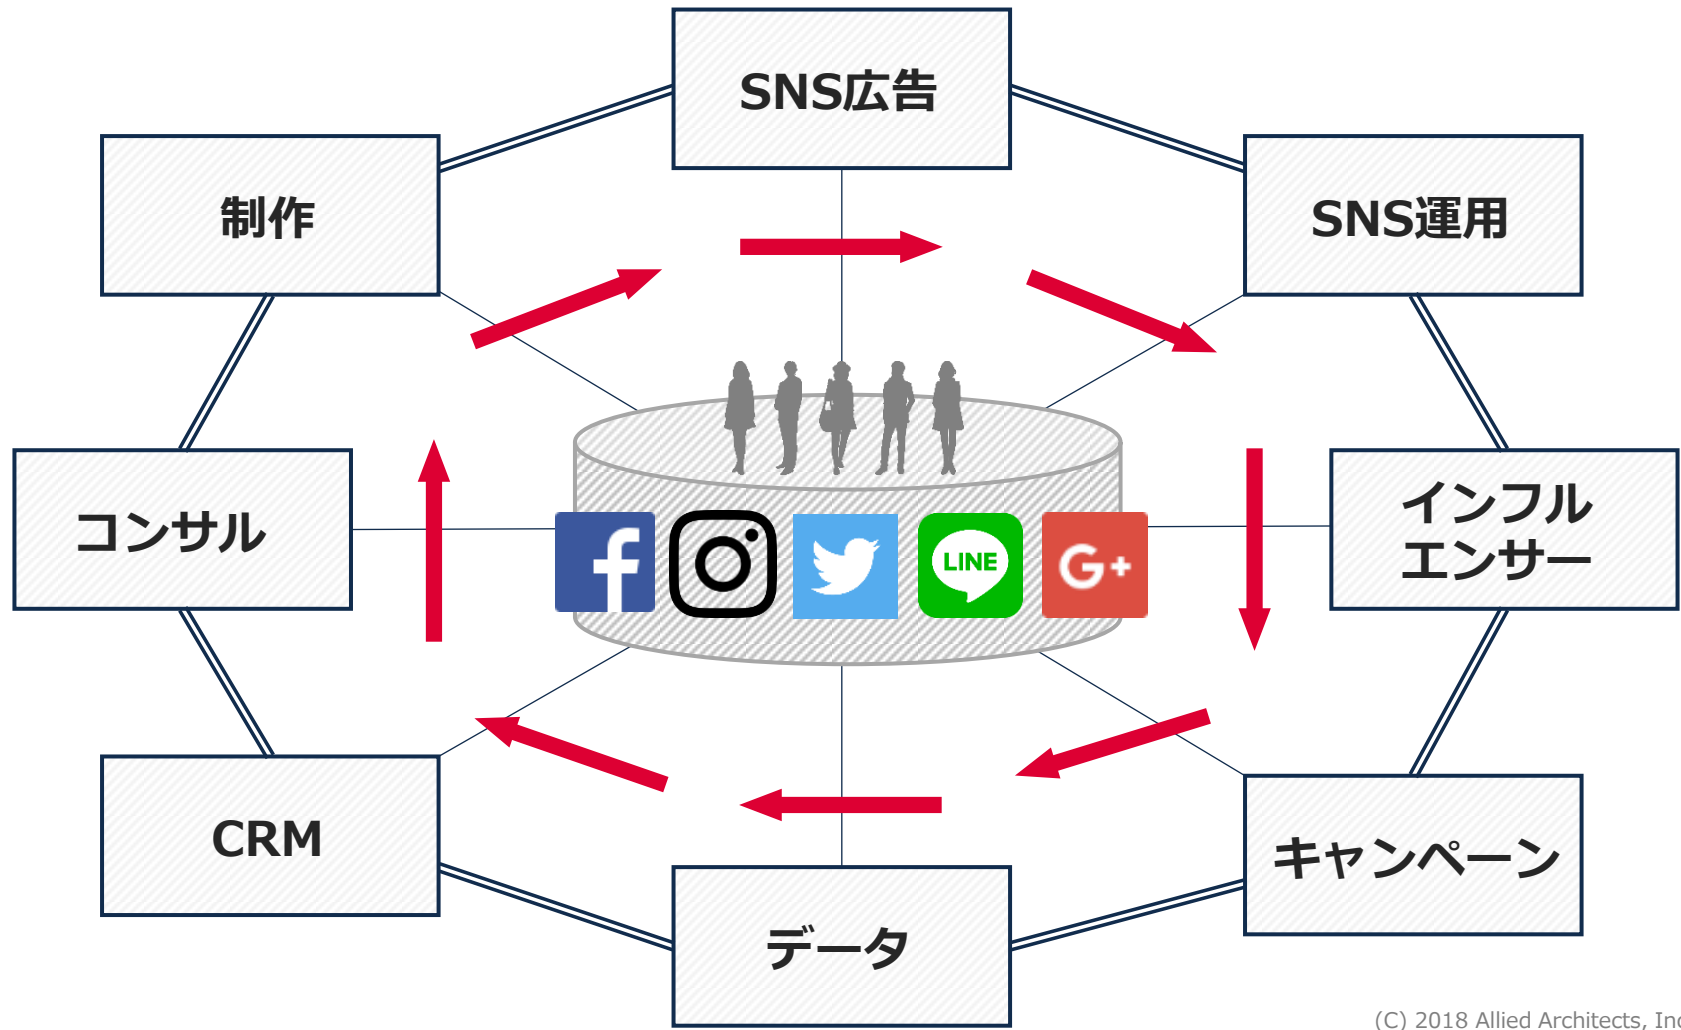 SNS広告
制作
SNS運用
コンサル
インフル
エンサー
LINE
G+
CRM
キャンペーン
データ
(C) 2018 Allied Architects, Inc